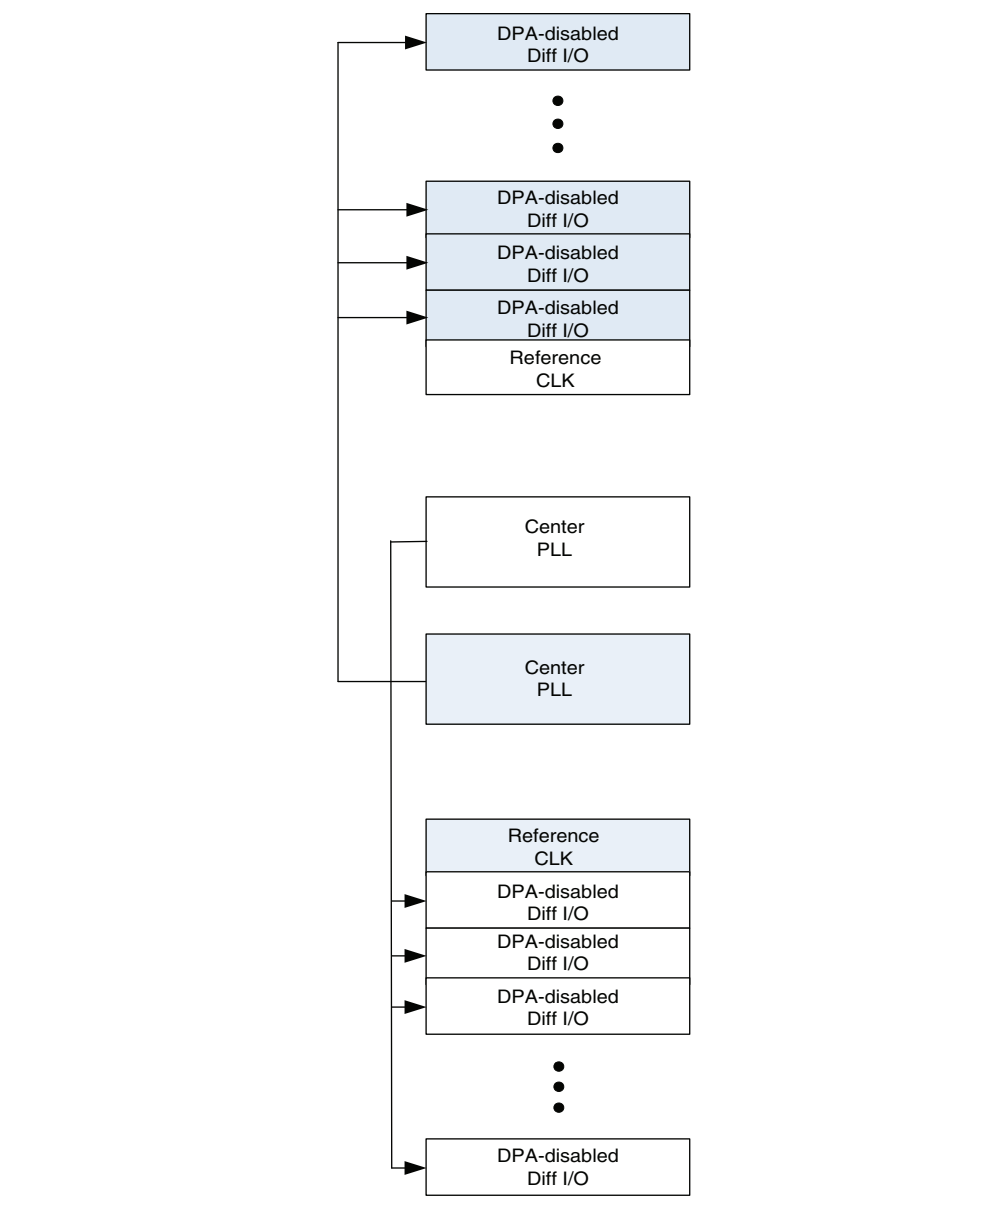 DPA-disabled
Diff I/O
DPA-disabled
Diff I/O
DPA-disabled
Diff I/O
DPA-disabled
Diff I/O
Reference
CLK
Center
PLL
Center
PLL
Reference
CLK
DPA-disabled
Diff I/O
DPA-disabled
Diff I/O
DPA-disabled
Diff I/O
DPA-disabled
Diff I/O